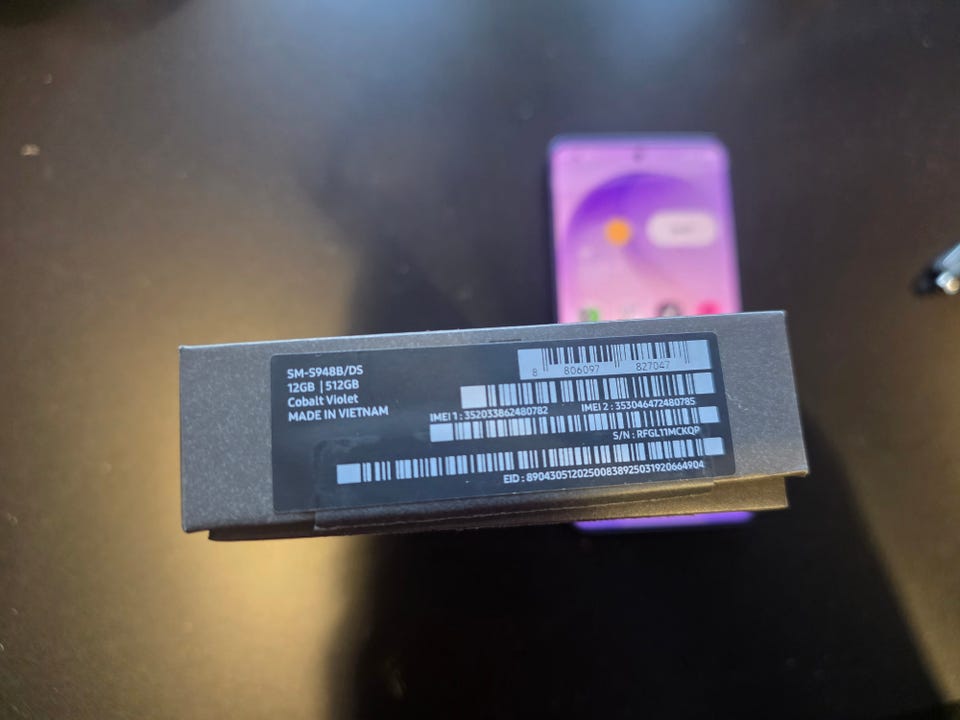 SM-S948B/DS
12GB | 512GB
Cobalt Violet
MADE IN VIETNAM
8 806097 827047
IMEI 1 : 352033862480782 IMEI 2 : 353046472480785
S/N : RFGL11MCKQP
EID : 89043051202500838925031920664904